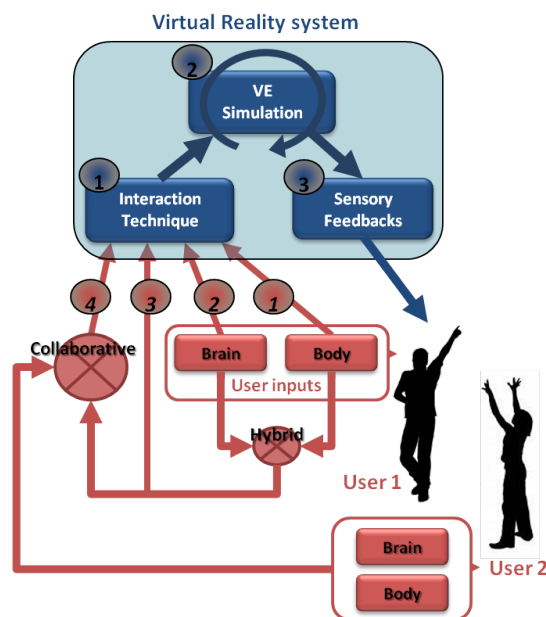 Virtual Reality system
2
VE
Simulation
1
3
Interaction
Technique
Sensory
Feedbacks
4
3
2
1
Collaborative
Brain
Body
User inputs
Hybrid
User 1
Brain
User 2
Body